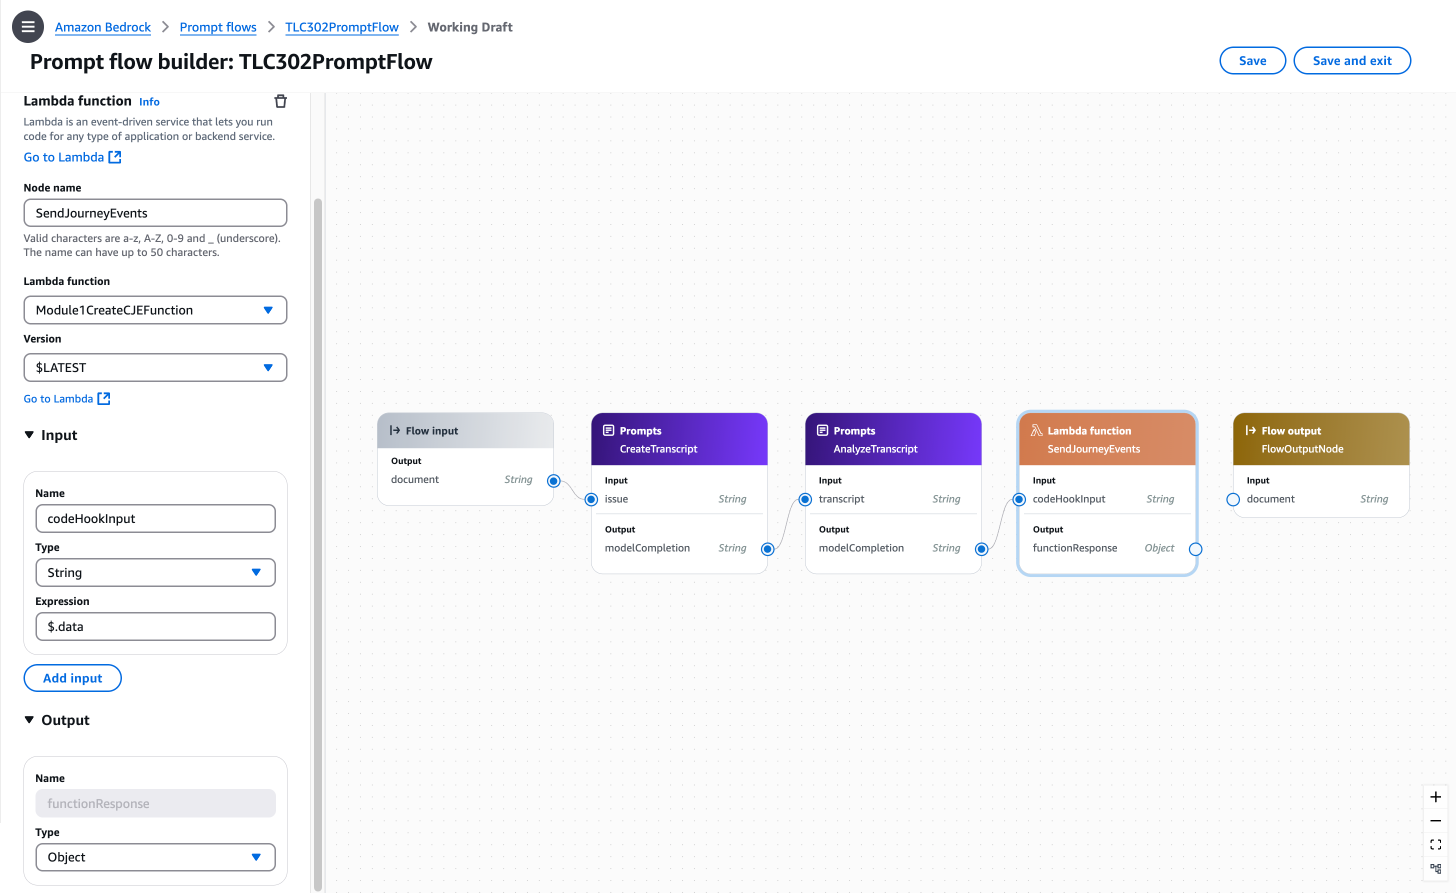 Amazon Bedrock > Prompt flows > TLC302PromptFlow > Working Draft
Prompt flow builder: TLC302PromptFlow
Save
Save and exit
Lambda function Info
Lambda is an event-driven service that lets you run
code for any type of application or backend service.
Go to Lambda
Node name
SendJourneyEvents
Valid characters are a-z, A-Z, 0-9 and _ (underscore).
The name can have up to 50 characters.
Lambda function
Module1CreateCJEFunction
Version
$LATEST
Go to Lambda
Input
Name
codeHookInput
Type
String
Expression
$.data
Add input
Output
Name
functionResponse
Type
Object
Flow input
Output
document String
Prompts
CreateTranscript
Input
issue String
Output
modelCompletion String
Prompts
AnalyzeTranscript
Input
transcript String
Output
modelCompletion String
Lambda function
SendJourneyEvents
Input
codeHookInput String
Output
functionResponse Object
Flow output
FlowOutputNode
Input
document String